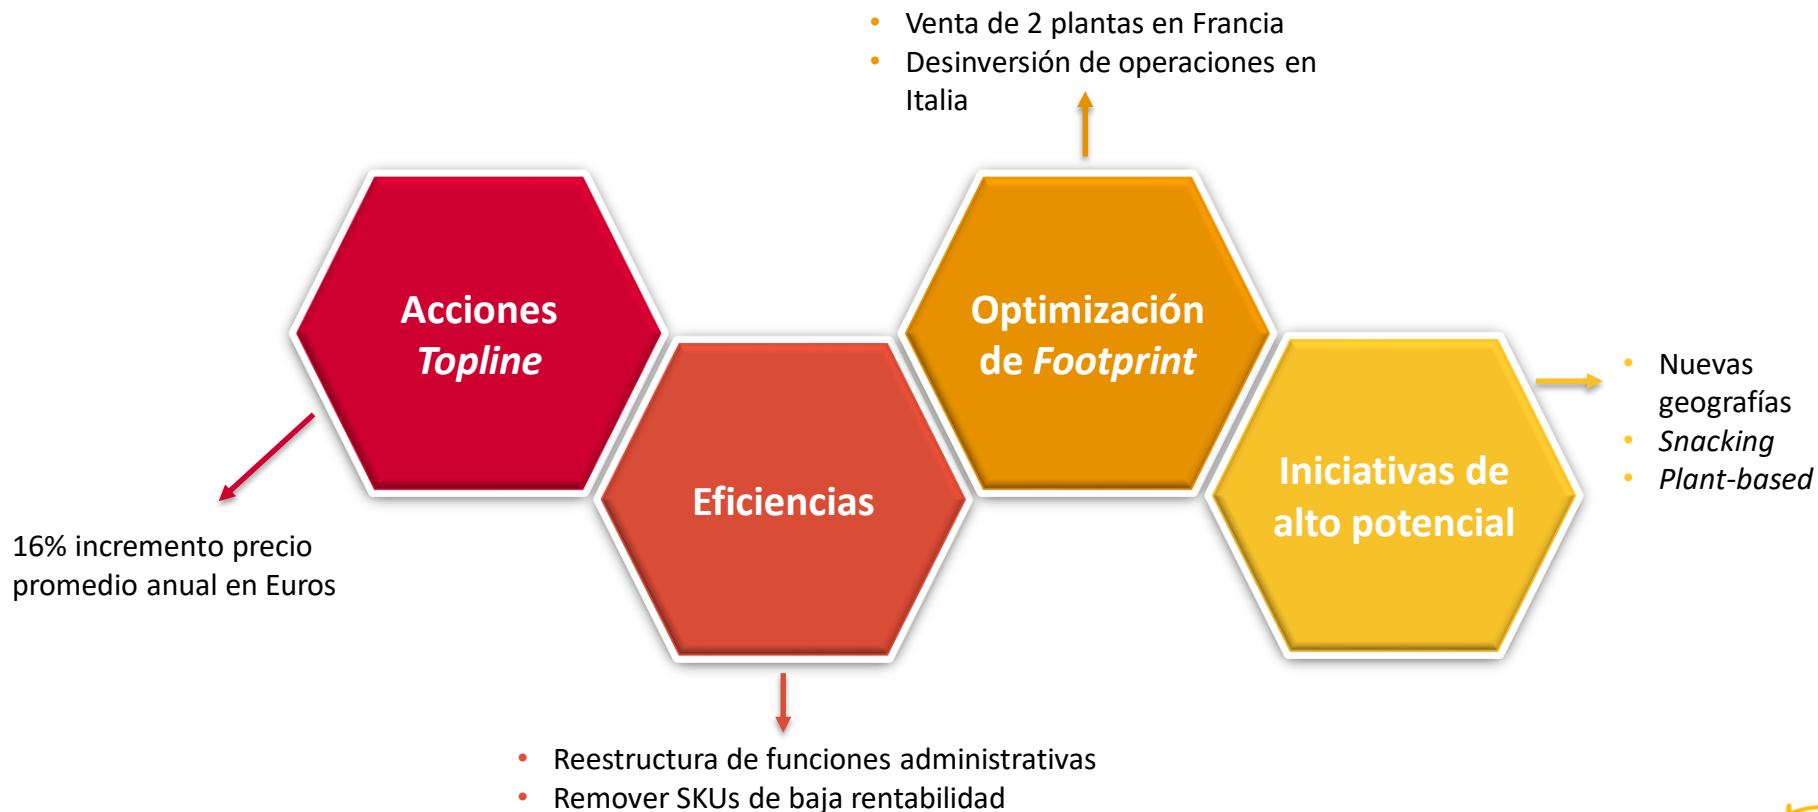 • Venta de 2 plantas en Francia
• Desinversión de operaciones en
Italia
Acciones
Topline
Optimización
de Footprint
Eficiencias
Iniciativas de
alto potencial
• Nuevas
geografías
• Snacking
• Plant-based
16% incremento precio
promedio anual en Euros
• Reestructura de funciones administrativas
• Remover SKUs de baja rentabilidad